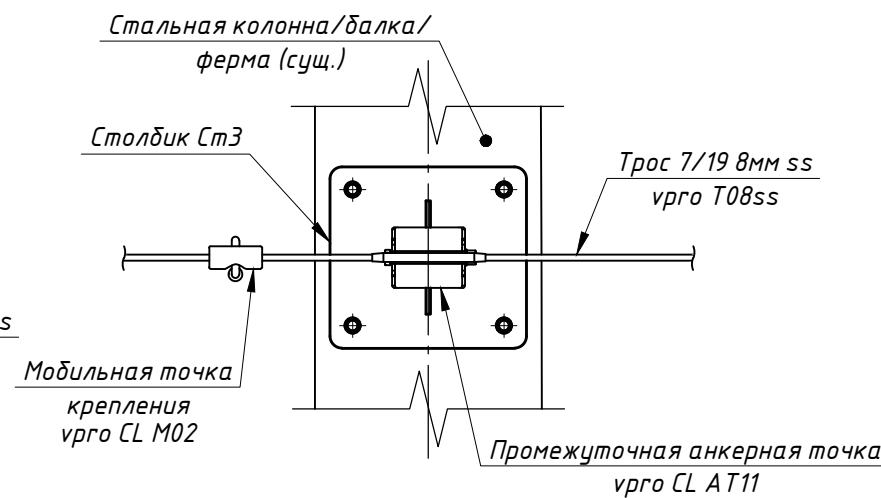 Стальная колонна/балка/
ферма (сущ.)
Столбик Ст3
Трос 7/19 8мм ss
vpro T08ss
s
Мобильная точка
крепления
vpro CL M02
Промежуточная анкерная точка
vpro CL AT11